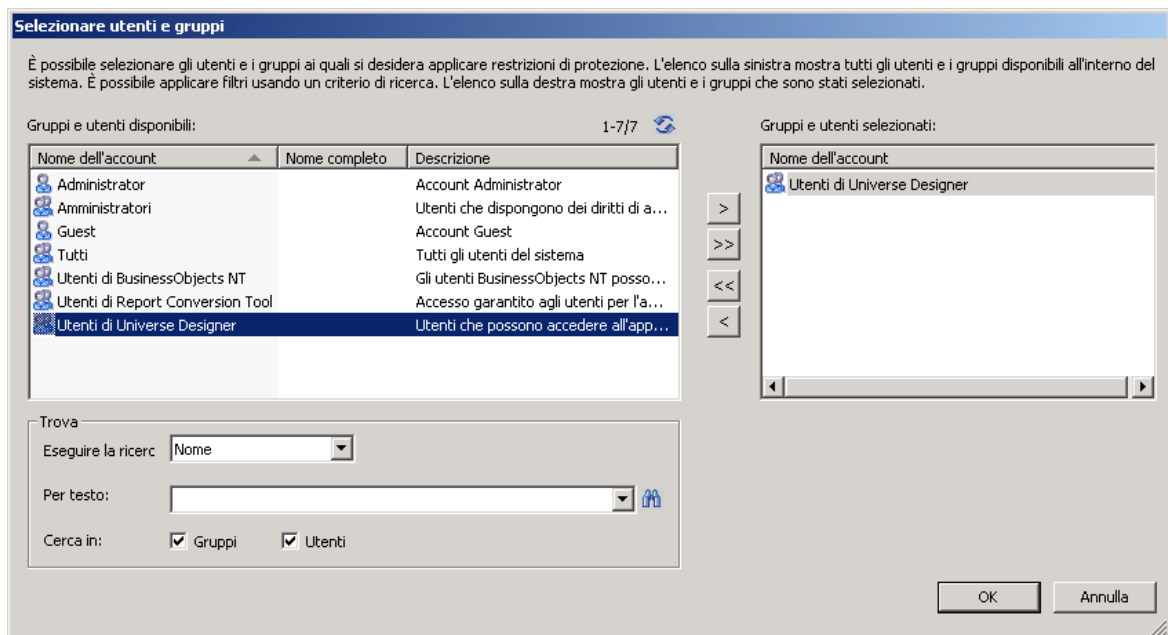 Selezionare utenti e gruppi
È possibile selezionare gli utenti e i gruppi ai quali si desidera applicare restrizioni di protezione. L'elenco sulla sinistra mostra tutti gli utenti e i gruppi disponibili all'interno del
sistema. È possibile applicare filtri usando un criterio di ricerca. L'elenco sulla destra mostra gli utenti e i gruppi che sono stati selezionati.
Gruppi e utenti disponibili: 1-7/7
Nome dell'account Nome completo Descrizione
Administrator Account Administrator
Amministratori Utenti che dispongono dei diritti di a...
Guest Account Guest
Tutti Tutti gli utenti del sistema
Utenti di BusinessObjects NT Gli utenti BusinessObjects NT posso...
Utenti di Report Conversion Tool Accesso garantito agli utenti per l'a...
Utenti di Universe Designer Utenti che possono accedere all'app...
>
>>
<<
<
Gruppi e utenti selezionati:
Nome dell'account
Utenti di Universe Designer
Trova
Eseguire la ricerc Nome
Per testo:
Cerca in: Gruppi Utenti
OK Annulla